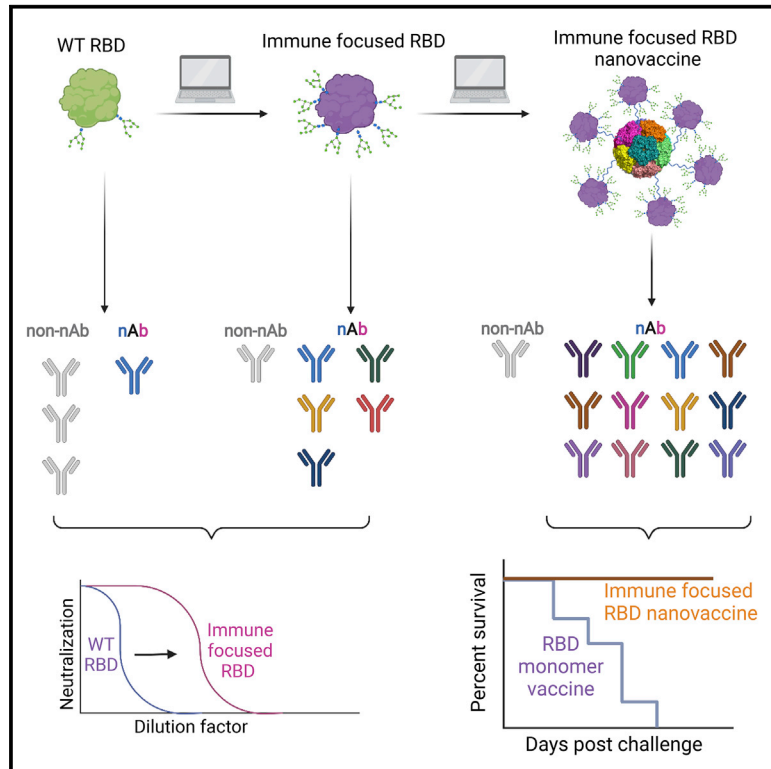 WT RBD
Immune focused RBD
Immune focused RBD
nanovaccine
non-nAb
nAb
non-nAb
nAb
non-nAb
nAb
Neutralization
WT
RBD
Immune
focused
RBD
Dilution factor
Percent survival
Immune focused
RBD nanovaccine
RBD
monomer
vaccine
Days post challenge